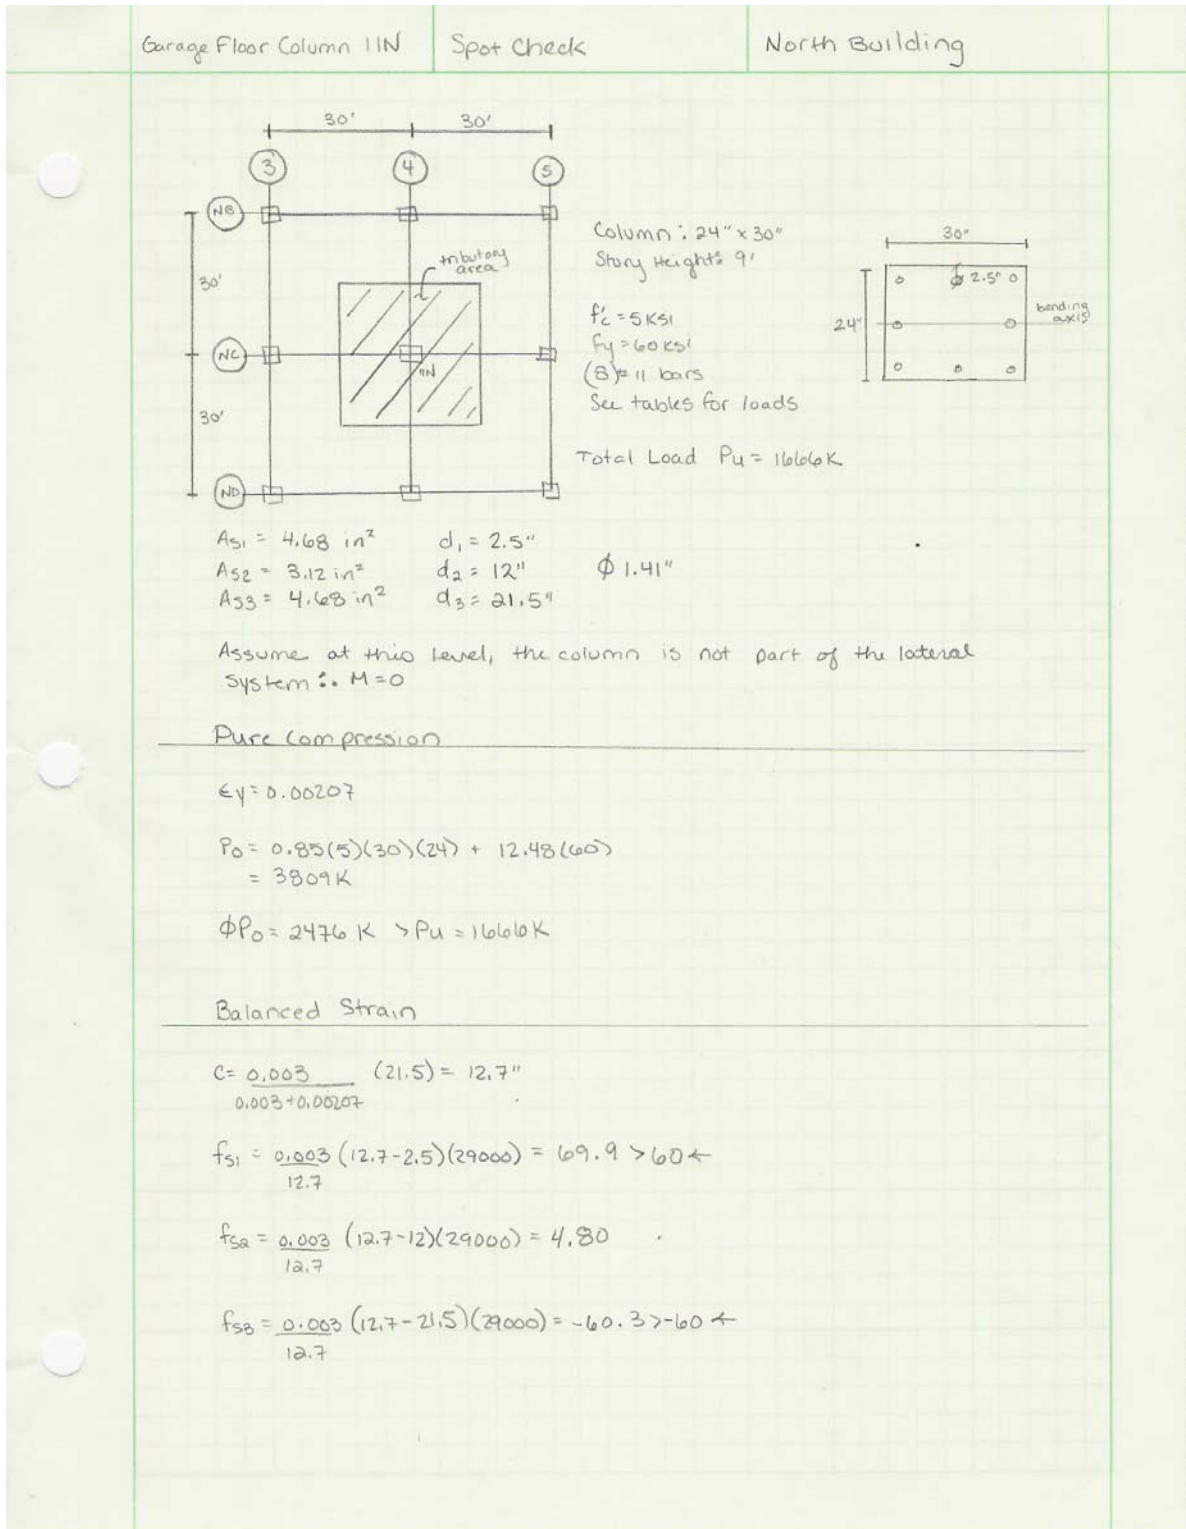 Garage Floor Column 11N
Spot Check
North Building
30' 30'
3 4 5
NB
NC
ND
30'
30'
tributary
area
11N
Column: 24" x 30"
Story Height: 9'
f'c = 5 KSI
fy = 60 ksi
(8) # 11 bars
See tables for loads
Total Load Pu = 1666K
30"
24"
2.5"
bending
axis
As1 = 4.68 in² d1 = 2.5"
As2 = 3.12 in² d2 = 12" ϕ 1.41"
As3 = 4.68 in² d3 = 21.5"
Assume at this level, the column is not part of the lateral
system ∴ M=0
Pure Compression
εy = 0.00207
Po = 0.85(5)(30)(24) + 12.48(60)
= 3809K
ϕPo = 2476 K > Pu = 1666K
Balanced Strain
C = 0.003 (21.5) = 12.7"
0.003+0.00207
fs1 = 0.003 (12.7-2.5)(29000) = 69.9 > 60 ←
12.7
fs2 = 0.003 (12.7-12)(29000) = 4.80
12.7
fs3 = 0.003 (12.7-21.5)(29000) = -60.3 > -60 ←
12.7